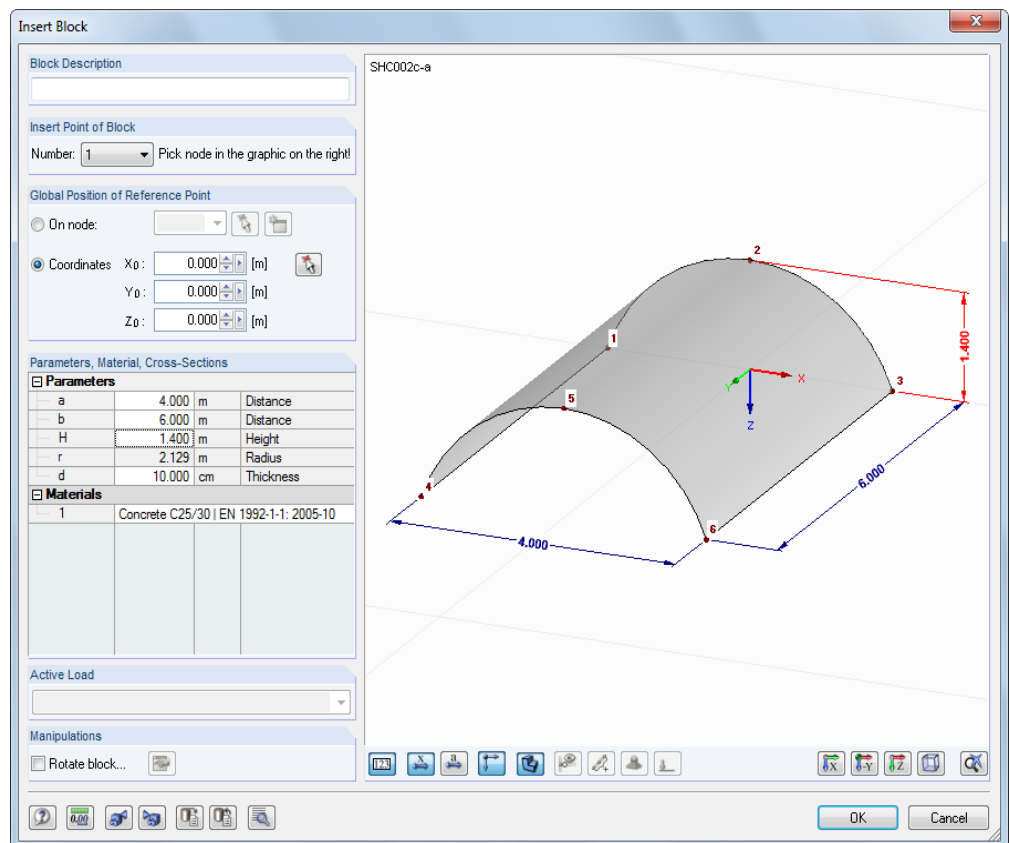 Insert Block
Block Description
Insert Point of Block
Number: 1 Pick node in the graphic on the right!
Global Position of Reference Point
On node:
Coordinates X0: 0.000 [m]
Y0: 0.000 [m]
Z0: 0.000 [m]
Parameters, Material, Cross-Sections
Parameters
a 4.000 m Distance
b 6.000 m Distance
H 1.400 m Height
r 2.129 m Radius
d 10.000 cm Thickness
Materials
1 Concrete C25/30 | EN 1992-1-1: 2005-10
Active Load
Manipulations
Rotate block...
SHC002c-a
2
1
1.400
3
X
Y
5
Z
6.000
4
6
4.000
123
x
a
X
-Y
Z
0.00
OK
Cancel